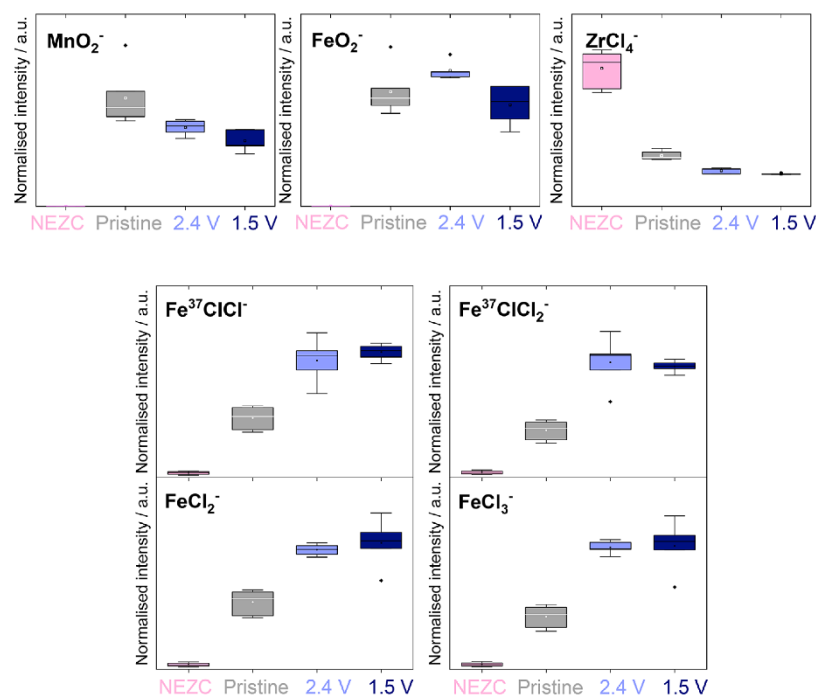 MnO₂⁻
FeO₂⁻
ZrCl₄⁻
Normalised intensity / a.u.
Normalised intensity / a.u.
Normalised intensity / a.u.
NEZC Pristine 2.4 V 1.5 V
NEZC Pristine 2.4 V 1.5 V
NEZC Pristine 2.4 V 1.5 V
Fe³⁷ClCl⁻
Fe³⁷ClCl₂⁻
Normalised intensity / a.u.
Normalised intensity / a.u.
FeCl₂⁻
FeCl₃⁻
Normalised intensity / a.u.
Normalised intensity / a.u.
NEZC Pristine 2.4 V 1.5 V
NEZC Pristine 2.4 V 1.5 V